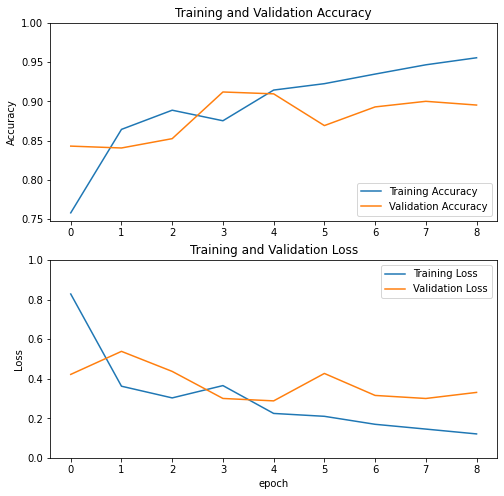 Training and Validation Accuracy
1.00
0.95
0.90
0.85
0.80
0.75
Accuracy
Training Accuracy
Validation Accuracy
0 1 2 3 4 5 6 7 8
Training and Validation Loss
1.0
0.8
0.6
0.4
0.2
0.0
Loss
Training Loss
Validation Loss
0 1 2 3 4 5 6 7 8
epoch